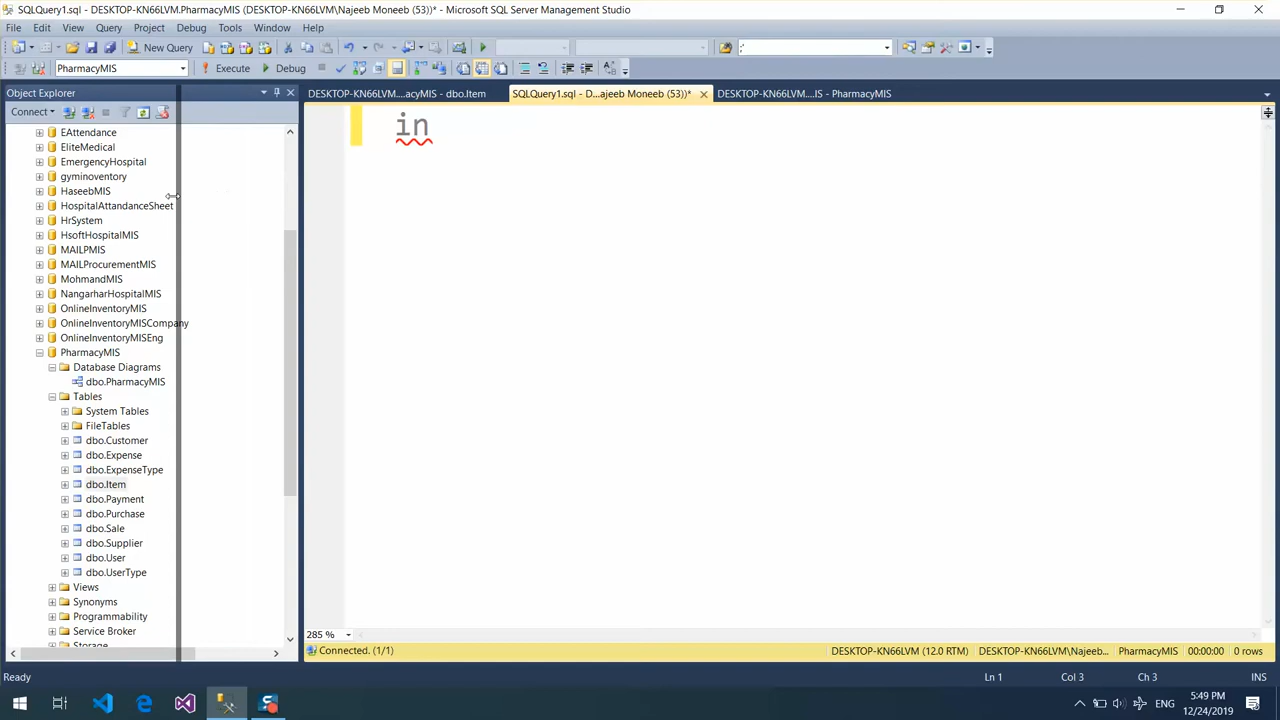 SQLQuery1.sql - DESKTOP-KN66LVM.PharmacyMIS (DESKTOP-KN66LVM\Najeeb Moneeb (53))* - Microsoft SQL Server Management Studio
File Edit View Query Project Debug Tools Window Help
New Query
PharmacyMIS Execute Debug
Object Explorer
DESKTOP-KN66LVM....acyMIS - dbo.Item
SQLQuery1.sql - D...ajeeb Moneeb (53))*
DESKTOP-KN66LVM....IS - PharmacyMIS
Connect
in
EAttendance
EliteMedical
EmergencyHospital
gyminoventory
HaseebMIS
HospitalAttandanceSheet
HrSystem
HsoftHospitalMIS
MAILPMIS
MAILProcurementMIS
MohmandMIS
NangarharHospitalMIS
OnlineInventoryMIS
OnlineInventoryMISCompany
OnlineInventoryMISEng
PharmacyMIS
Database Diagrams
dbo.PharmacyMIS
Tables
System Tables
FileTables
dbo.Customer
dbo.Expense
dbo.ExpenseType
dbo.Item
dbo.Payment
dbo.Purchase
dbo.Sale
dbo.Supplier
dbo.User
dbo.UserType
Views
Synonyms
Programmability
Service Broker
Storage
285 %
Connected. (1/1)
DESKTOP-KN66LVM (12.0 RTM) DESKTOP-KN66LVM\Najeeb... PharmacyMIS 00:00:00 0 rows
Ready Ln 1 Col 3 Ch 3 INS
ENG
5:49 PM
12/24/2019